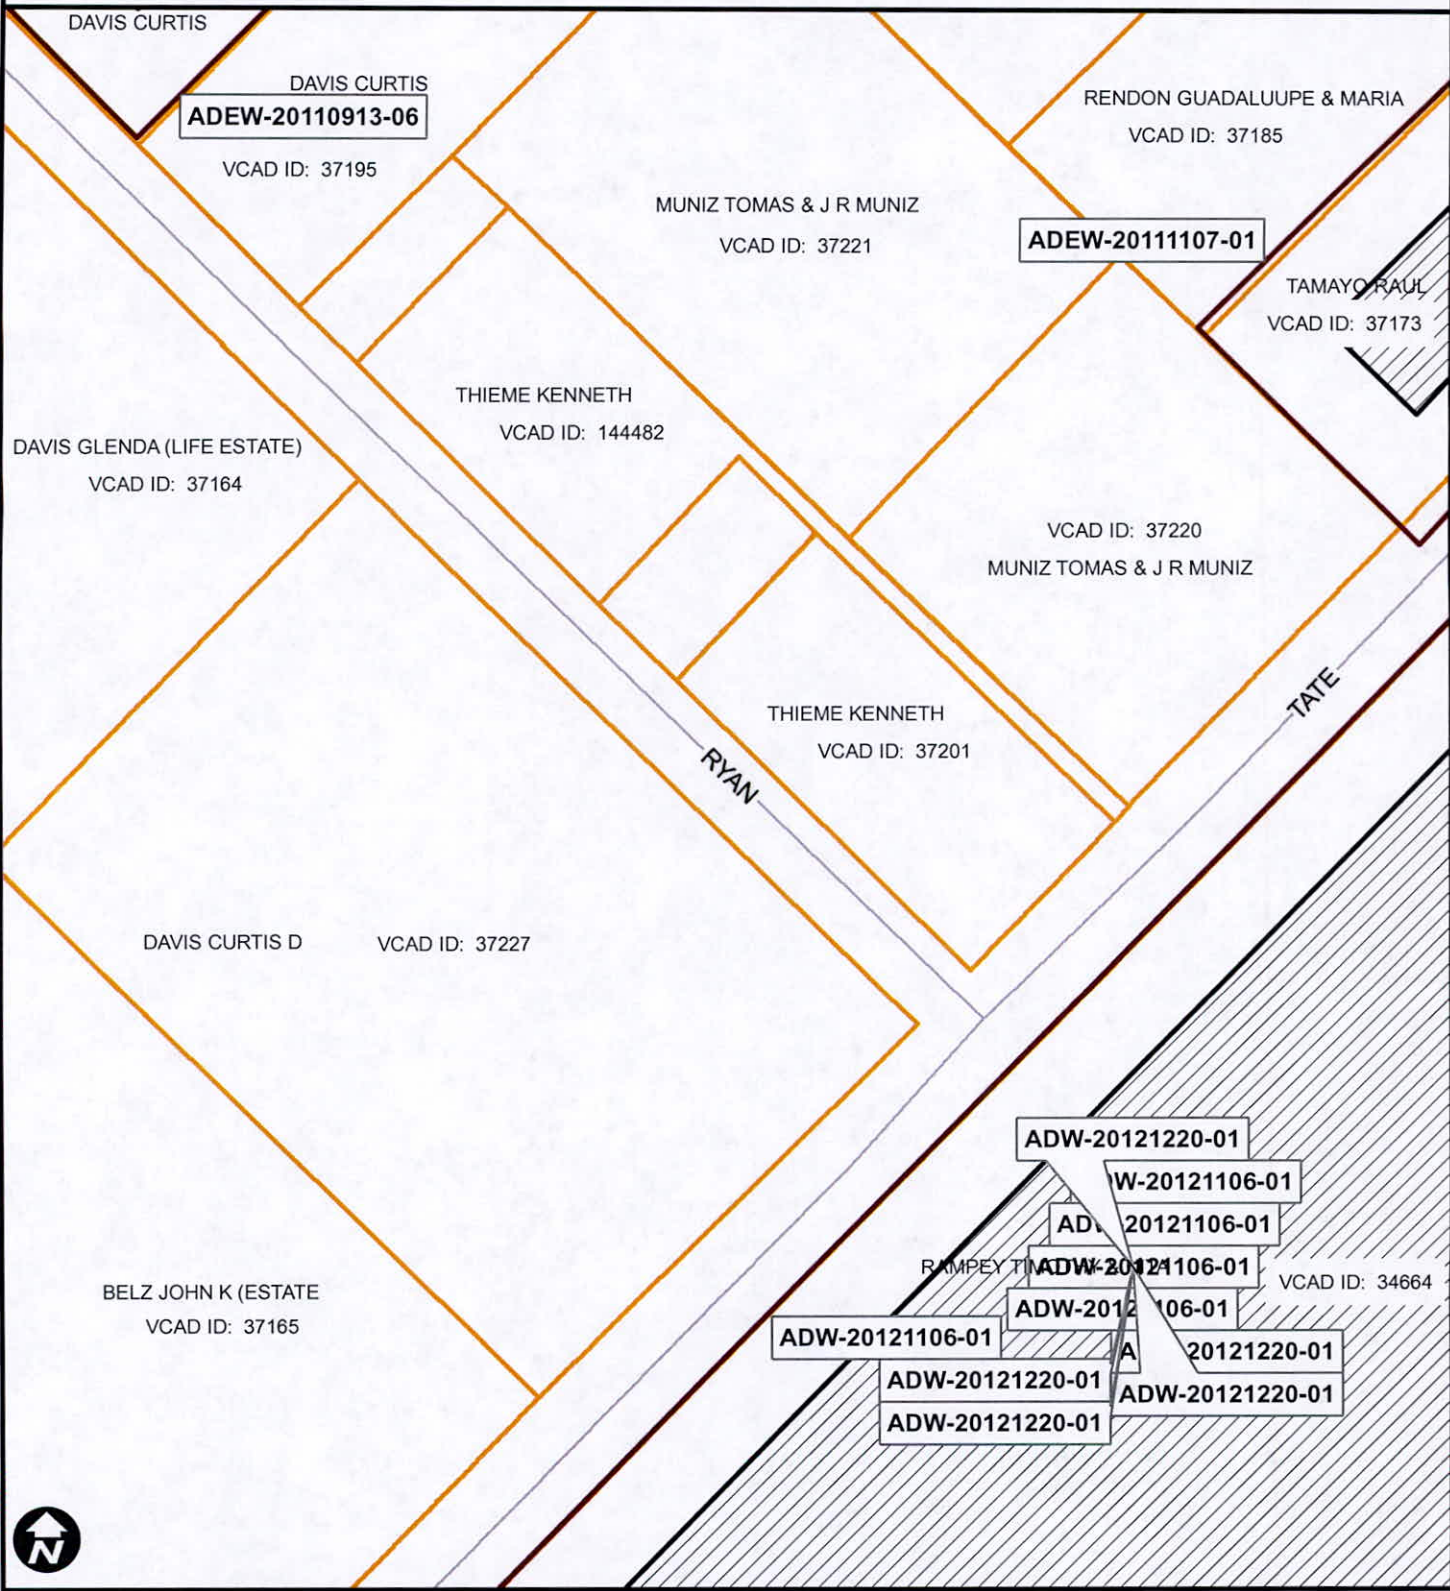 DAVIS CURTIS
DAVIS CURTIS
ADEW-20110913-06
VCAD ID: 37195
RENDON GUADALUUPE & MARIA
VCAD ID: 37185
MUNIZ TOMAS & J R MUNIZ
VCAD ID: 37221
ADEW-20111107-01
TAMAYO RAUL
VCAD ID: 37173
THIEME KENNETH
VCAD ID: 144482
DAVIS GLENDA (LIFE ESTATE)
VCAD ID: 37164
VCAD ID: 37220
MUNIZ TOMAS & J R MUNIZ
TATE
THIEME KENNETH
VCAD ID: 37201
RYAN
DAVIS CURTIS D
VCAD ID: 37227
ADW-20121220-01
W-20121106-01
20121106-01
RAMPEY
ADW-20121106-01
VCAD ID: 34664
BELZ JOHN K (ESTATE
VCAD ID: 37165
106-01
ADW-20121106-01
20121220-01
ADW-20121220-01
ADW-20121220-01
ADW-20121220-01
N